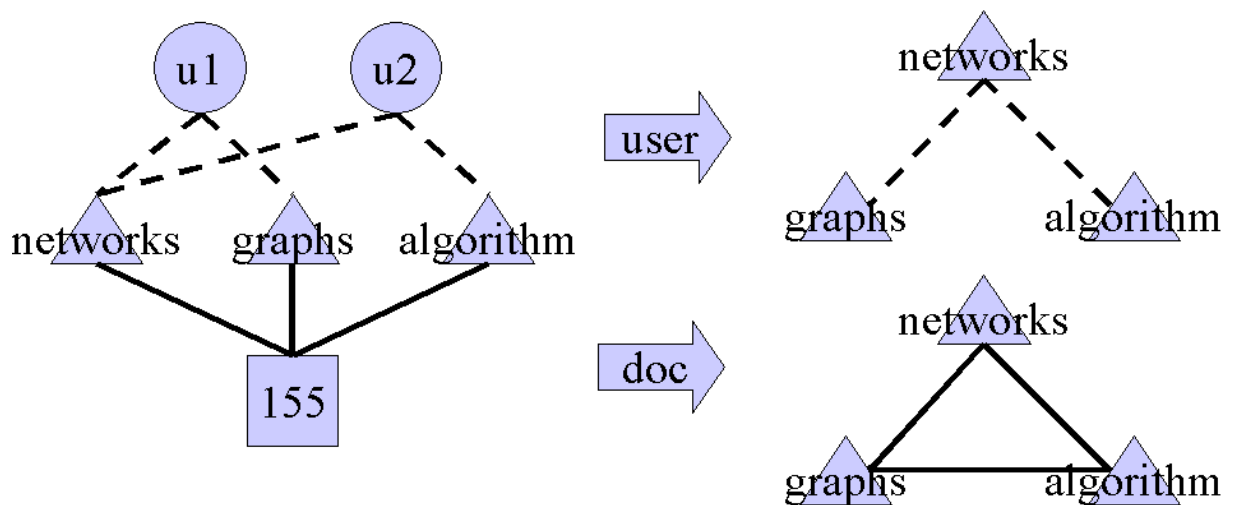 u1
u2
networks
graphs
algorithm
155
user
networks
graphs
algorithm
doc
networks
graphs
algorithm